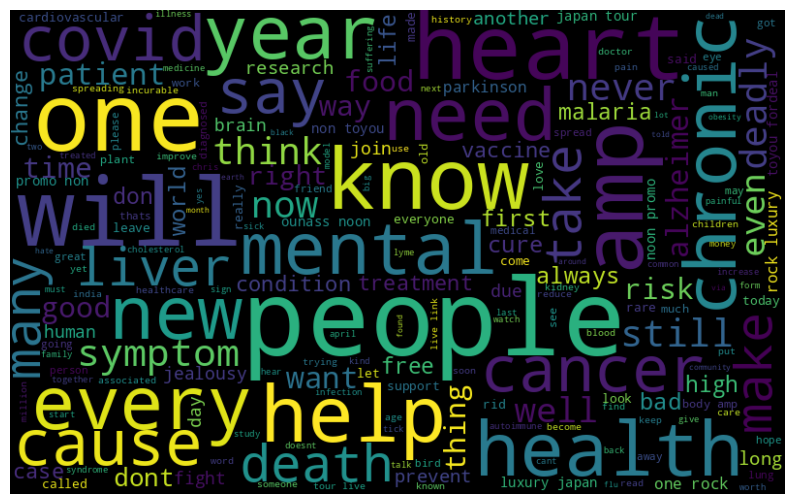 covid
year
heart
cardiovascular
illness
medicine
suffering
history
another
japan tour
dead
patient
research
life
made
doctor
got
spreading
incurable
work
food
parkinson
never
eye
said
pain
caused
man
chronic
one
say
need
next
malaria
deadly
change
please
brain
way
diagnosed
non toyou
plant
improve
black
think
join
use
old
vaccine
spread
obesity
lot
told
amp
alzheimer
time
two
treated
model
know
take
promo non
don
world
right
earth
friend
big
love
may
painful
toyou fordeal
will
thats
yes
month
now
everyone
first
noon promo
children
even
died
leave
really
sick
ounass noon
medical
money
rock luxury
hate
cholesterol
mental
lyme
cure
around
common
many
great
yet
liver
condition
treatment
come
always
increase
must
india
healthcare
sign
due
reduce
kidney
risk
form
today
good
new
people
rare
much
human
april
found
live link
last
watch
blood
see
still
going
family
trying
kind
hear
free
soon
put
symptom
want
cancer
make
person
jealousy
let
high
community
together
associated
support
million
every
help
infection
age
tick
thing
well
rid
look
find
bad
body amp
care
start
day
study
doesnt
autoimmune
become
keep
give
hope
cause
death
health
case
syndrome
dont
word
talk
bird
prevent
cant
back
away
lung
long
called
fight
someone
tour live
known
luxury japan
flu
read
one rock
worth